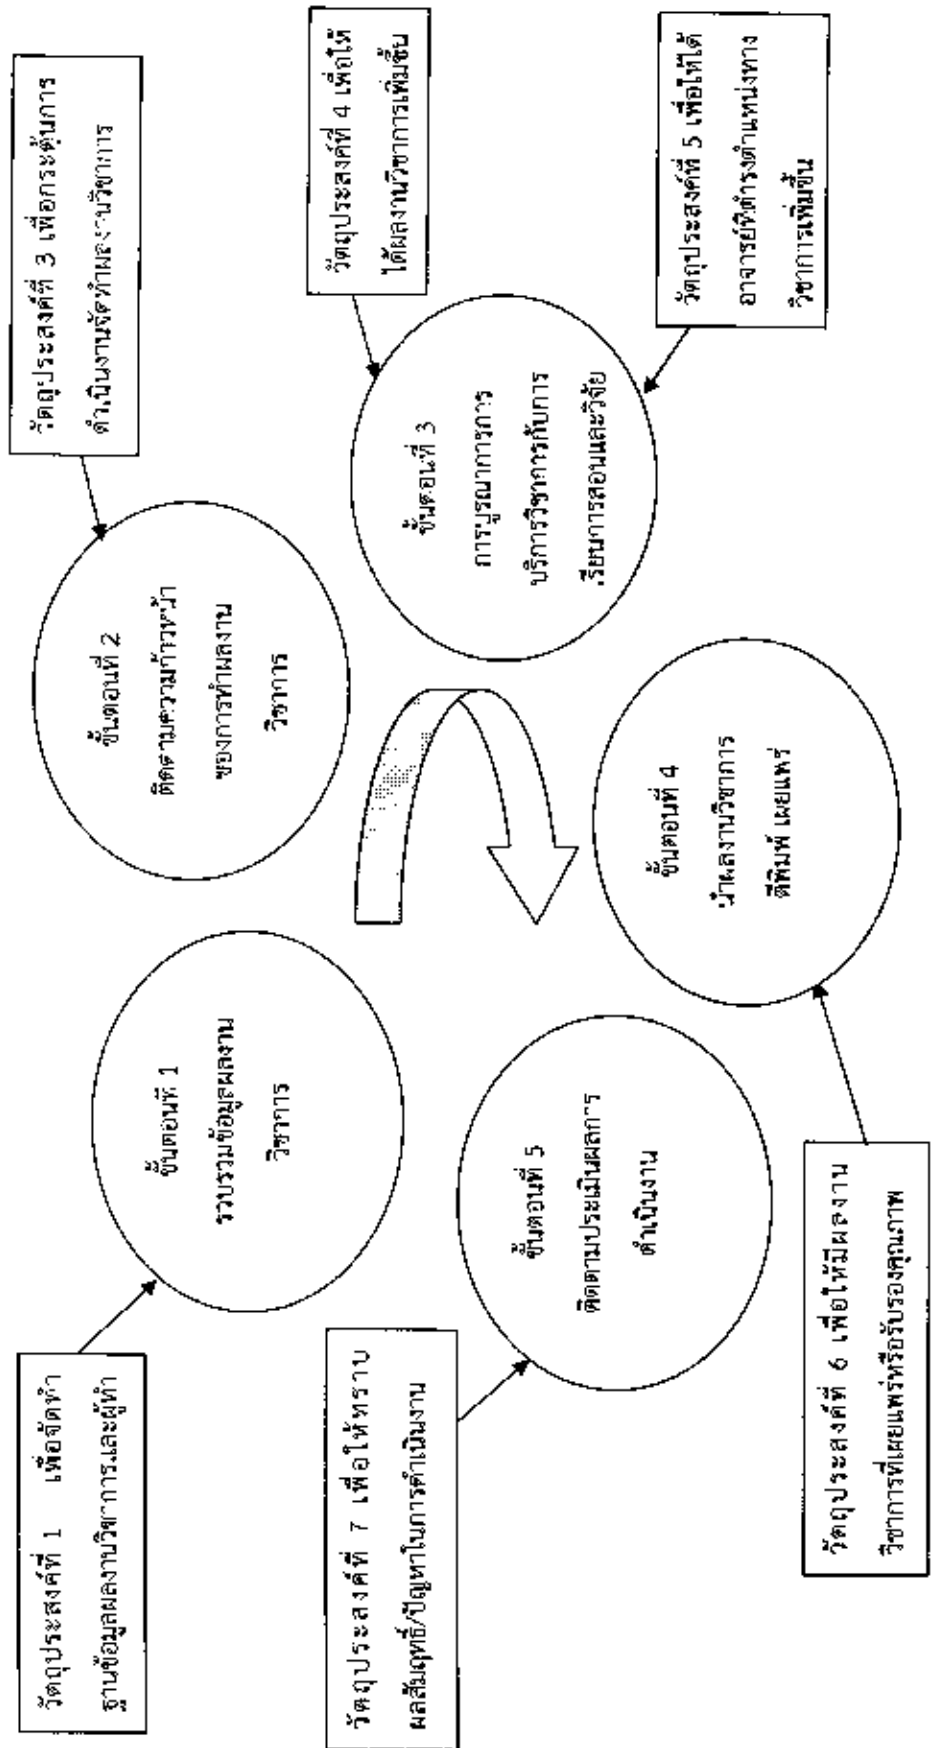 วัตถุประสงค์ที่ 1 เพื่อจัดทำ
ฐานข้อมูลผลงานวิชาการและผู้ทำ
ขั้นตอนที่ 1
รวบรวมข้อมูลผลงาน
วิชาการ
วัตถุประสงค์ที่ 3 เพื่อกระตุ้นการ
ดำเนินงานจัดทำผลงานวิชาการ
ขั้นตอนที่ 2
ติดตามความก้าวหน้า
ของการทำผลงาน
วิชาการ
วัตถุประสงค์ที่ 4 เพื่อให้
ได้ผลงานวิชาการเพิ่มขึ้น
ขั้นตอนที่ 3
การบูรณาการการ
บริการวิชาการกับการ
เรียนการสอนและวิจัย
วัตถุประสงค์ที่ 5 เพื่อให้ได้
อาจารย์ที่ดำรงตำแหน่งทาง
วิชาการเพิ่มขึ้น
ขั้นตอนที่ 4
นำผลงานวิชาการ
ตีพิมพ์ เผยแพร่
วัตถุประสงค์ที่ 6 เพื่อให้มีผลงาน
วิชาการที่เผยแพร่หรือรับรองคุณภาพ
ขั้นตอนที่ 5
ติดตามประเมินผลการ
ดำเนินงาน
วัตถุประสงค์ที่ 7 เพื่อให้ทราบ
ผลสัมฤทธิ์/ปัญหาในการดำเนินงาน